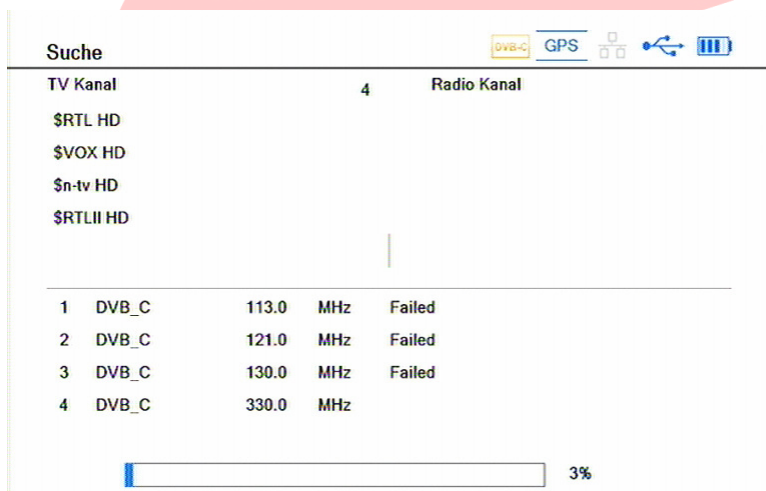 Suche DVB-C GPS
TV Kanal 4 Radio Kanal
$RTL HD
$VOX HD
$n-tv HD
$RTLII HD
1 DVB_C 113.0 MHz Failed
2 DVB_C 121.0 MHz Failed
3 DVB_C 130.0 MHz Failed
4 DVB_C 330.0 MHz
3%